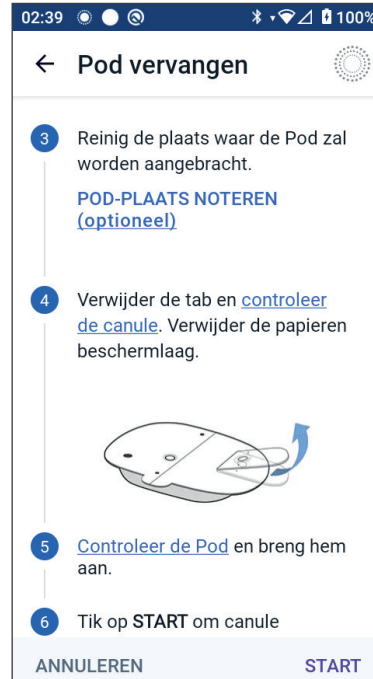 02:39 100%
Pod vervangen
3 Reinig de plaats waar de Pod zal
worden aangebracht.
POD-PLAATS NOTEREN
(optioneel)
4 Verwijder de tab en controleer
de canule. Verwijder de papieren
beschermlaag.
5 Controleer de Pod en breng hem
aan.
6 Tik op START om canule
ANNULEREN START